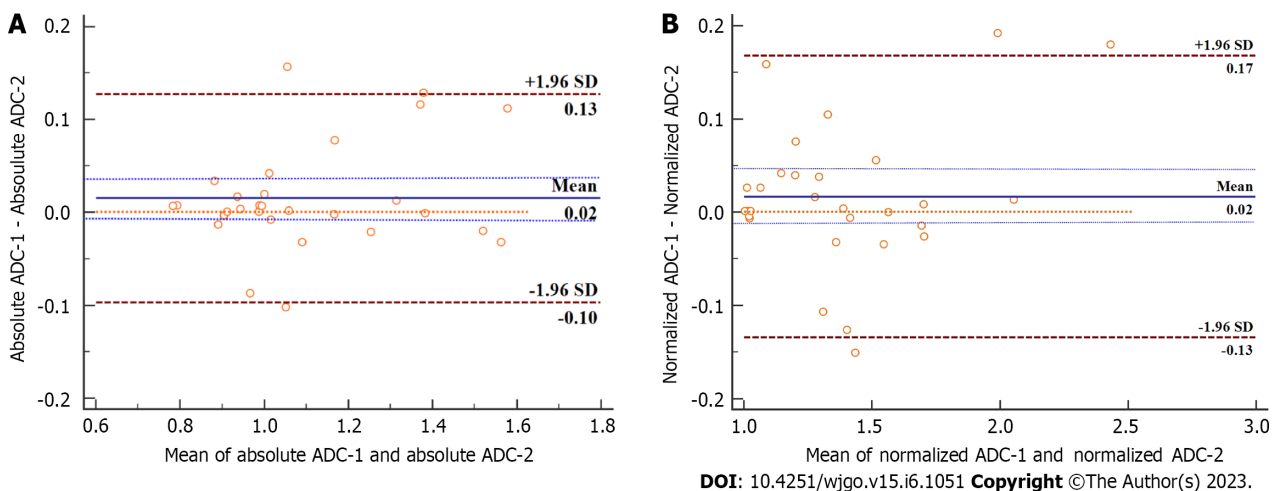 A
Absolute ADC-1 - Absoulute ADC-2
0.2
0.1
0.0
-0.1
-0.2
+1.96 SD
0.13
Mean
0.02
-1.96 SD
-0.10
0.6 0.8 1.0 1.2 1.4 1.6 1.8
Mean of absolute ADC-1 and absolute ADC-2
B
Normalized ADC-1 - Normalized ADC-2
0.2
0.1
0.0
-0.1
-0.2
+1.96 SD
0.17
Mean
0.02
-1.96 SD
-0.13
1.0 1.5 2.0 2.5 3.0
Mean of normalized ADC-1 and normalized ADC-2
DOI: 10.4251/wjgo.v15.i6.1051 Copyright ©The Author(s) 2023.